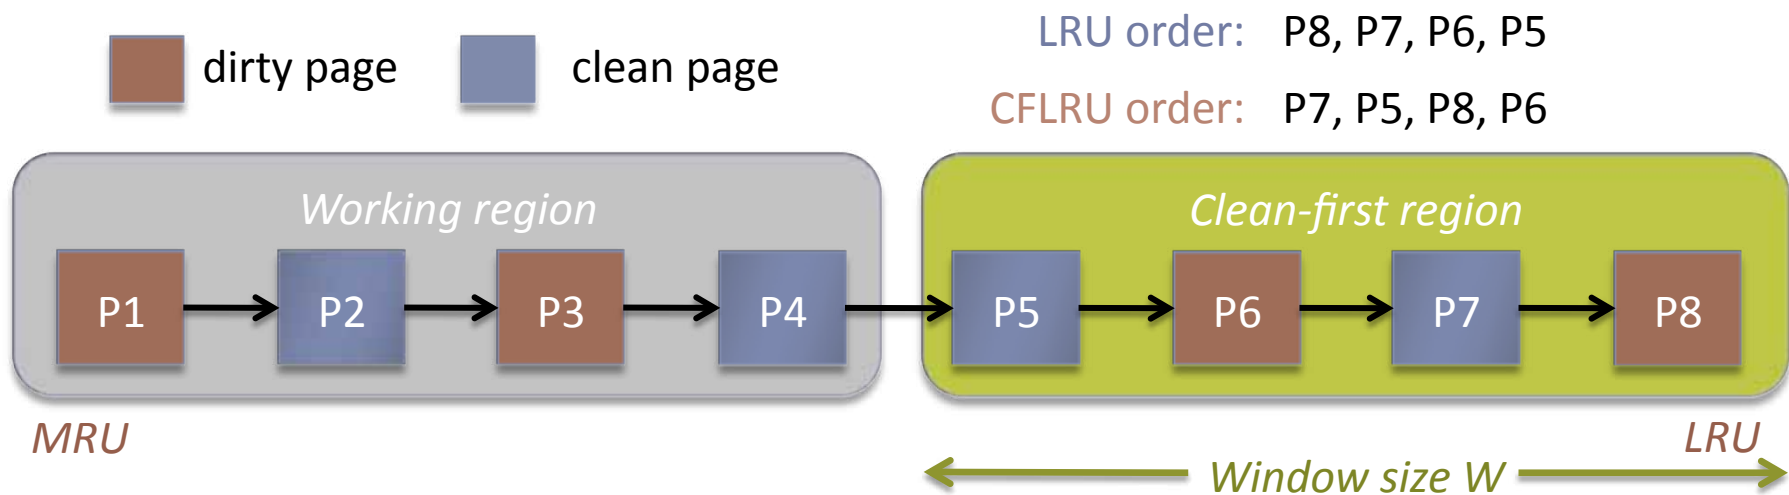 dirty page
clean page
LRU order: P8, P7, P6, P5
CFLRU order: P7, P5, P8, P6
Working region
Clean-first region
P1 P2 P3 P4 P5 P6 P7 P8
MRU
LRU
Window size W